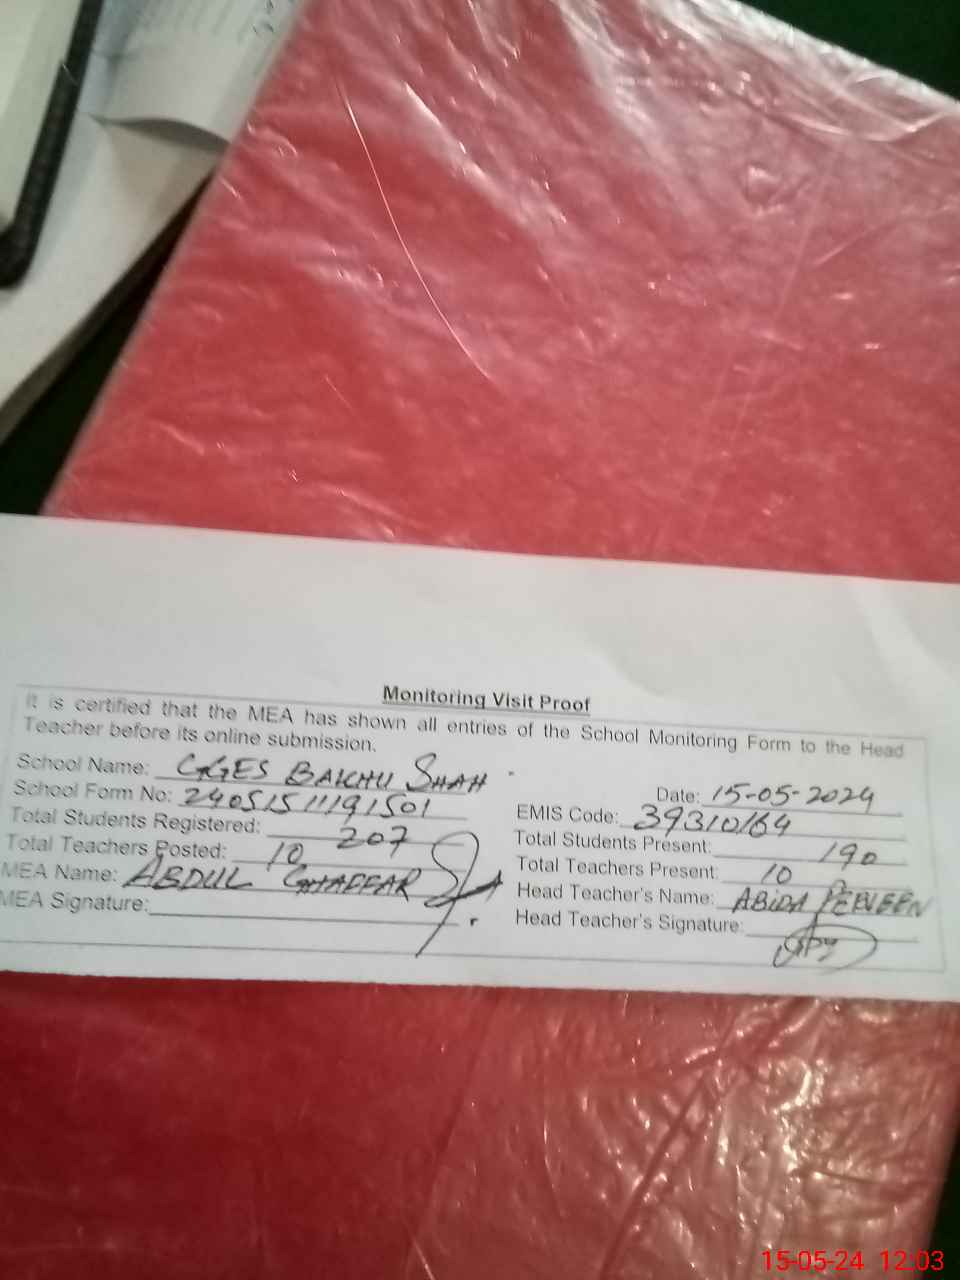 Monitoring Visit Proof
It is certified that the MEA has shown all entries of the School Monitoring Form to the Head
Teacher before its online submission.
School Name: GGES BAKHU SHAH
Date: 15-05-2024
School Form No: 24051511191501
EMIS Code: 39310164
Total Students Registered: 207
Total Students Present: 190
Total Teachers Posted: 10
Total Teachers Present: 10
MEA Name: ABDUL GHAFFAR
Head Teacher's Name: ABIDA PERVEEN
MEA Signature:
Head Teacher's Signature:
15-05-24 12:03